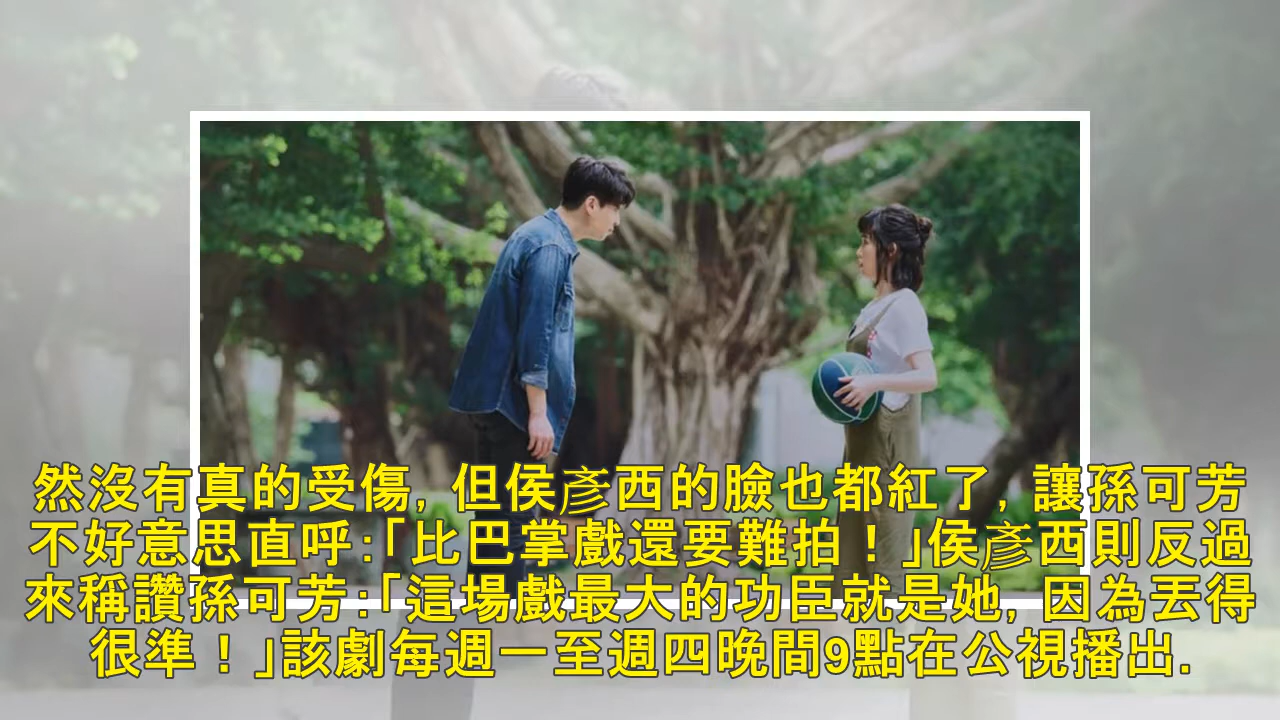 然沒有真的受傷, 但侯彥西的臉也都紅了, 讓孫可芳
不好意思直呼:「比巴掌戲還要難拍！」侯彥西則反過
來稱讚孫可芳:「這場戲最大的功臣就是她, 因為丟得
很準！」該劇每週一至週四晚間9點在公視播出.